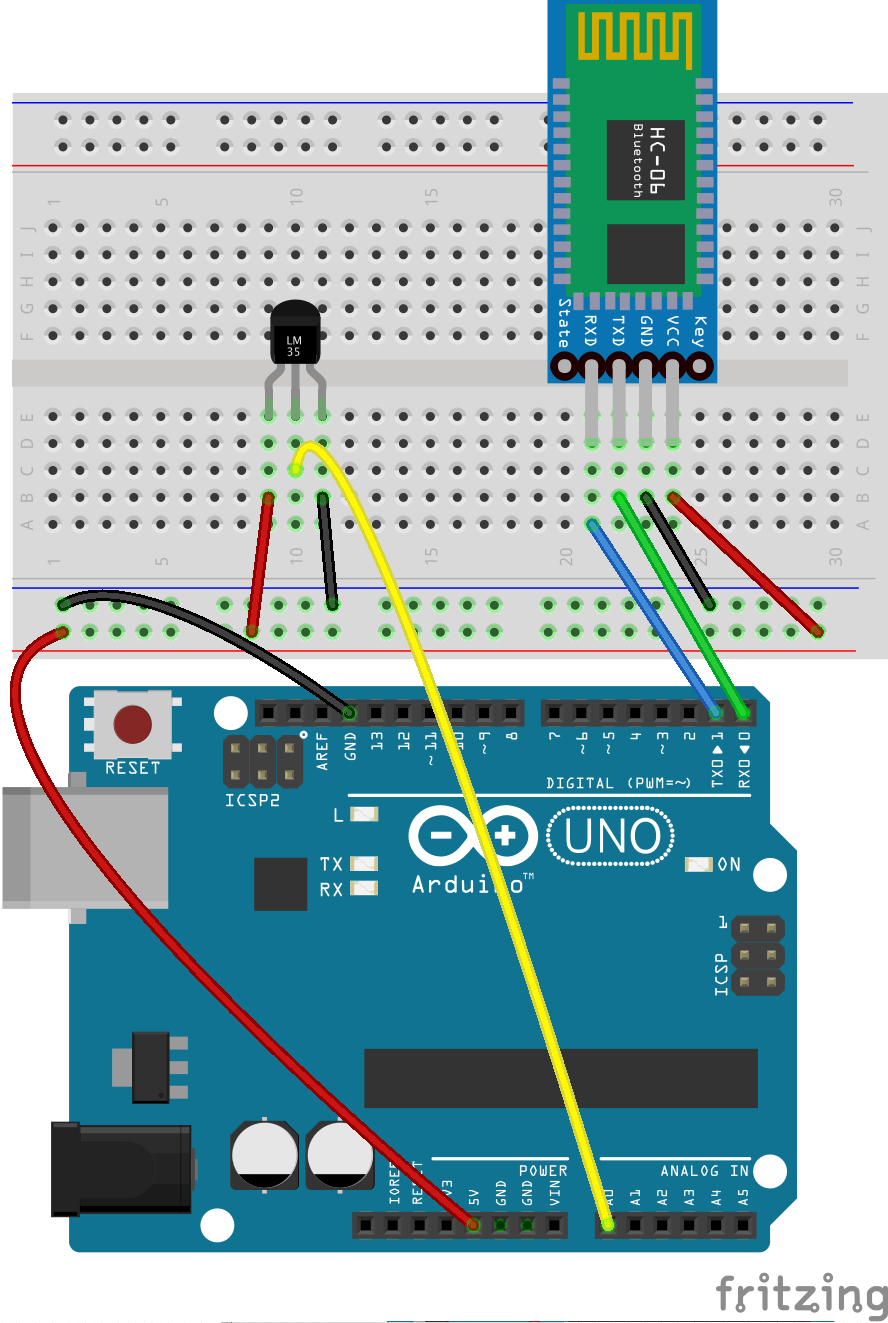 HC-06
Bluetooth
1
5
10
15
30
J
J
I
I
H
H
G
G
F
F
State
RXD
TXD
GND
VCC
Key
LM
35
E
E
D
D
C
C
B
B
A
A
1
5
10
15
20
25
30
RESET
ICSP2
AREF
GND
13
12
~11
10
~9
8
7
~6
~5
4
~3
2
TX0▶1
RX0◀0
DIGITAL (PWM=~)
L
TX
RX
UNO
ON
Arduino™
1
ICSP
POWER
ANALOG IN
IOREF
RESET
3V3
5V
GND
GND
VIN
A0
A1
A2
A3
A4
A5
fritzing